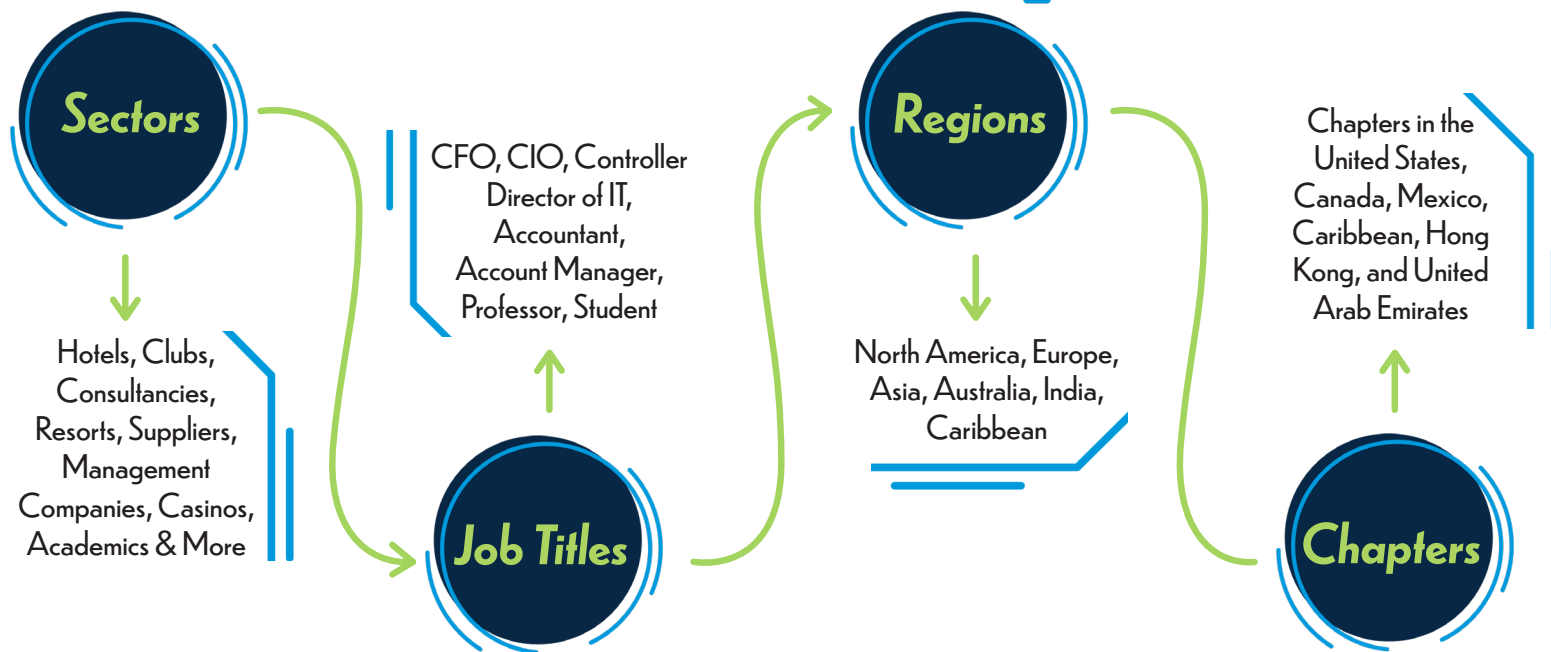 Sectors
Hotels, Clubs,
Consultancies,
Resorts, Suppliers,
Management
Companies, Casinos,
Academics & More
CFO, CIO, Controller
Director of IT,
Accountant,
Account Manager,
Professor, Student
Job Titles
Regions
North America, Europe,
Asia, Australia, India,
Caribbean
Chapters in the
United States,
Canada, Mexico,
Caribbean, Hong
Kong, and United
Arab Emirates
Chapters